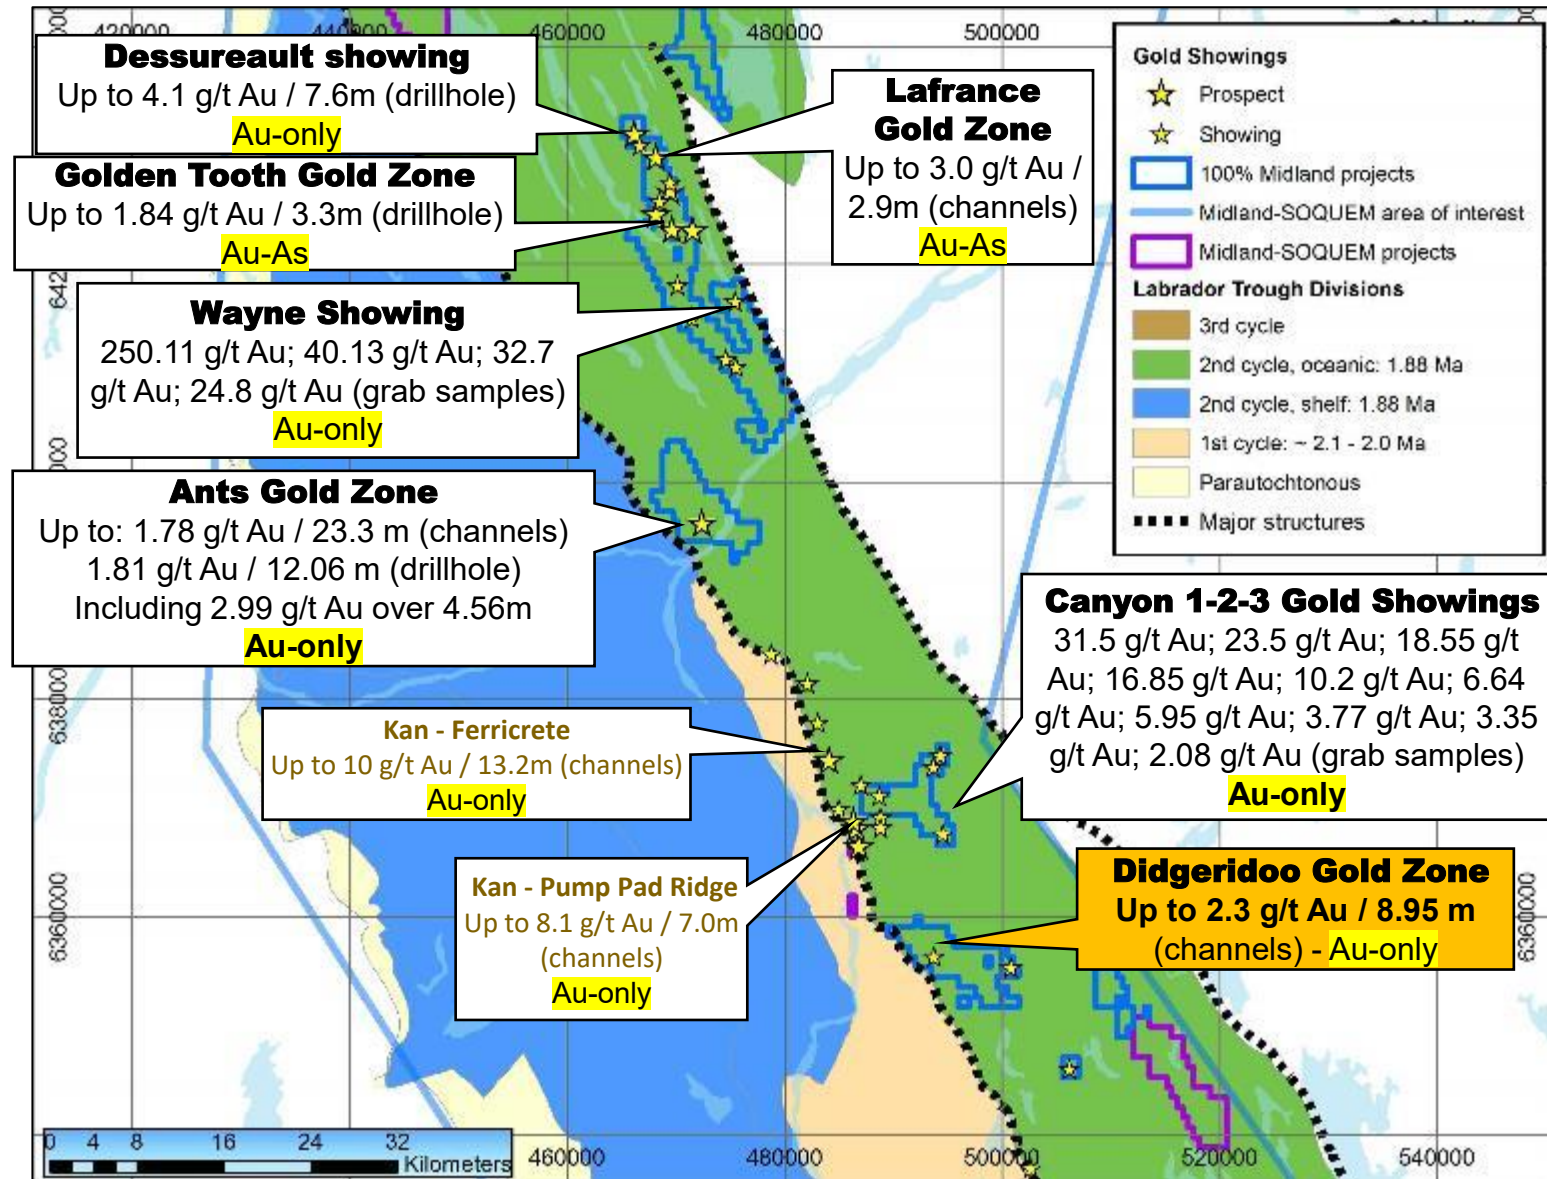 420000
440000
460000
480000
500000
Dessureault showing
Up to 4.1 g/t Au / 7.6m (drillhole)
Au-only
Lafrance
Gold Zone
Up to 3.0 g/t Au /
2.9m (channels)
Au-As
Golden Tooth Gold Zone
Up to 1.84 g/t Au / 3.3m (drillhole)
Au-As
Wayne Showing
250.11 g/t Au; 40.13 g/t Au; 32.7
g/t Au; 24.8 g/t Au (grab samples)
Au-only
Ants Gold Zone
Up to: 1.78 g/t Au / 23.3 m (channels)
1.81 g/t Au / 12.06 m (drillhole)
Including 2.99 g/t Au over 4.56m
Au-only
Gold Showings
Prospect
Showing
100% Midland projects
Midland-SOQUEM area of interest
Midland-SOQUEM projects
Labrador Trough Divisions
3rd cycle
2nd cycle, oceanic: 1.88 Ma
2nd cycle, shelf: 1.88 Ma
1st cycle: ~ 2.1 - 2.0 Ma
Parautochtonous
Major structures
Canyon 1-2-3 Gold Showings
31.5 g/t Au; 23.5 g/t Au; 18.55 g/t
Au; 16.85 g/t Au; 10.2 g/t Au; 6.64
g/t Au; 5.95 g/t Au; 3.77 g/t Au; 3.35
g/t Au; 2.08 g/t Au (grab samples)
Au-only
Kan - Ferricrete
Up to 10 g/t Au / 13.2m (channels)
Au-only
Kan - Pump Pad Ridge
Up to 8.1 g/t Au / 7.0m
(channels)
Au-only
Didgeridoo Gold Zone
Up to 2.3 g/t Au / 8.95 m
(channels) - Au-only
6380000
6360000
6360000
0 4 8 16 24 32
Kilometers
460000
480000
500000
520000
540000